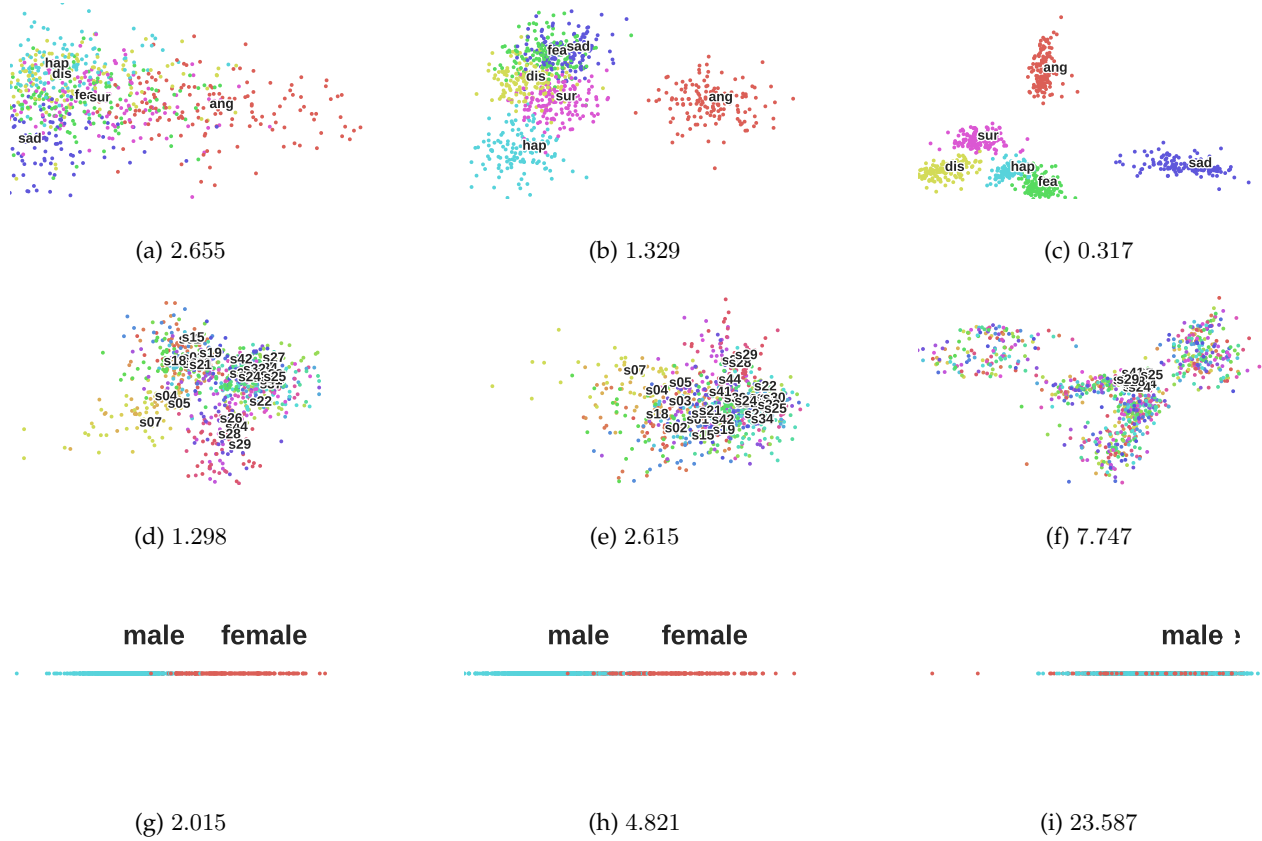 hap
dis
sur
ang
sad
(a) 2.655
fea
sad
dis
sur
ang
hap
(b) 1.329
ang
sur
dis
hap
fea
sad
(c) 0.317
s15
s19
s18
s21
s42
s27
s24
s25
s04
s05
s22
s07
s26
s28
s29
(d) 1.298
s29
s28
s07
s05
s44
s04
s41
s22
s03
s24
s30
s18
s21
s25
s42
s34
s02
s15
s19
(e) 2.615
s25
s29
s24
(f) 7.747
male female
(g) 2.015
male female
(h) 4.821
male
(i) 23.587